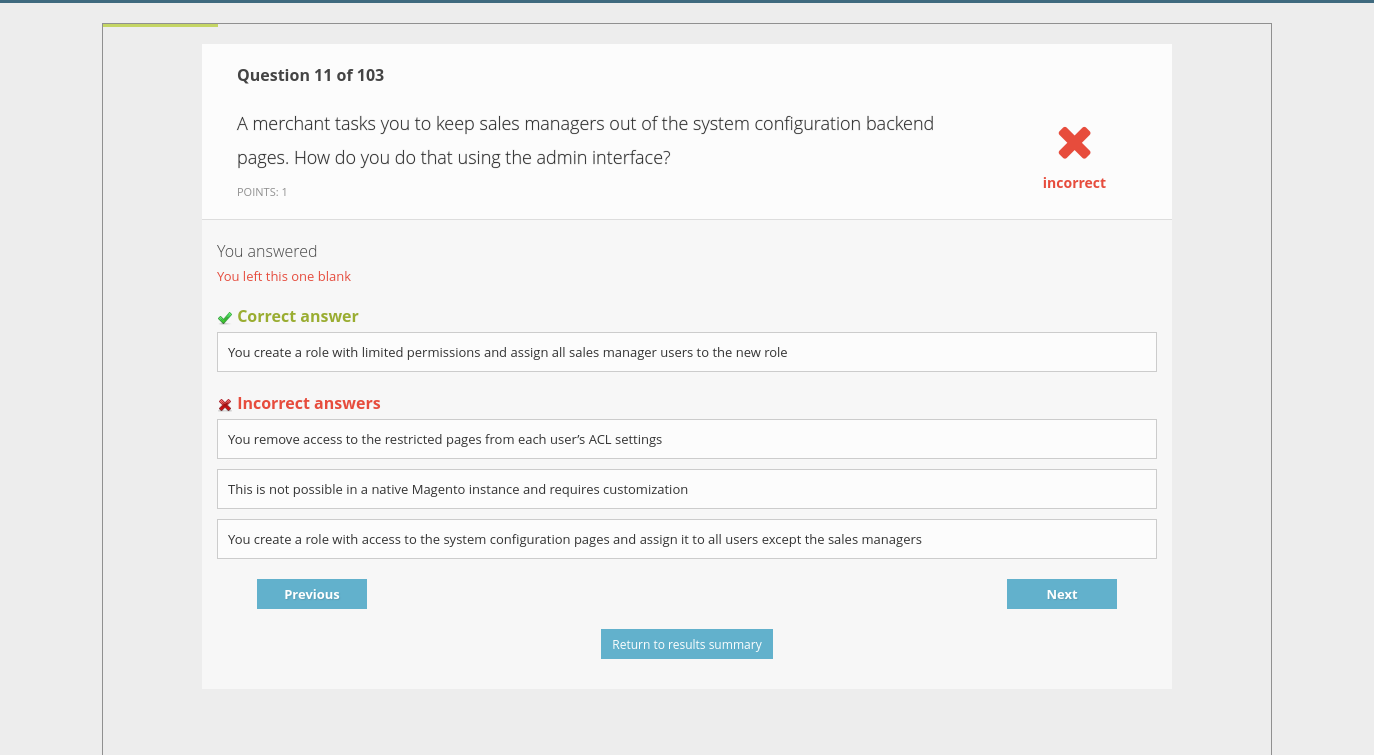 Question 11 of 103
A merchant tasks you to keep sales managers out of the system configuration backend
pages. How do you do that using the admin interface?
POINTS: 1
incorrect
You answered
You left this one blank
Correct answer
You create a role with limited permissions and assign all sales manager users to the new role
Incorrect answers
You remove access to the restricted pages from each user’s ACL settings
This is not possible in a native Magento instance and requires customization
You create a role with access to the system configuration pages and assign it to all users except the sales managers
Previous
Next
Return to results summary